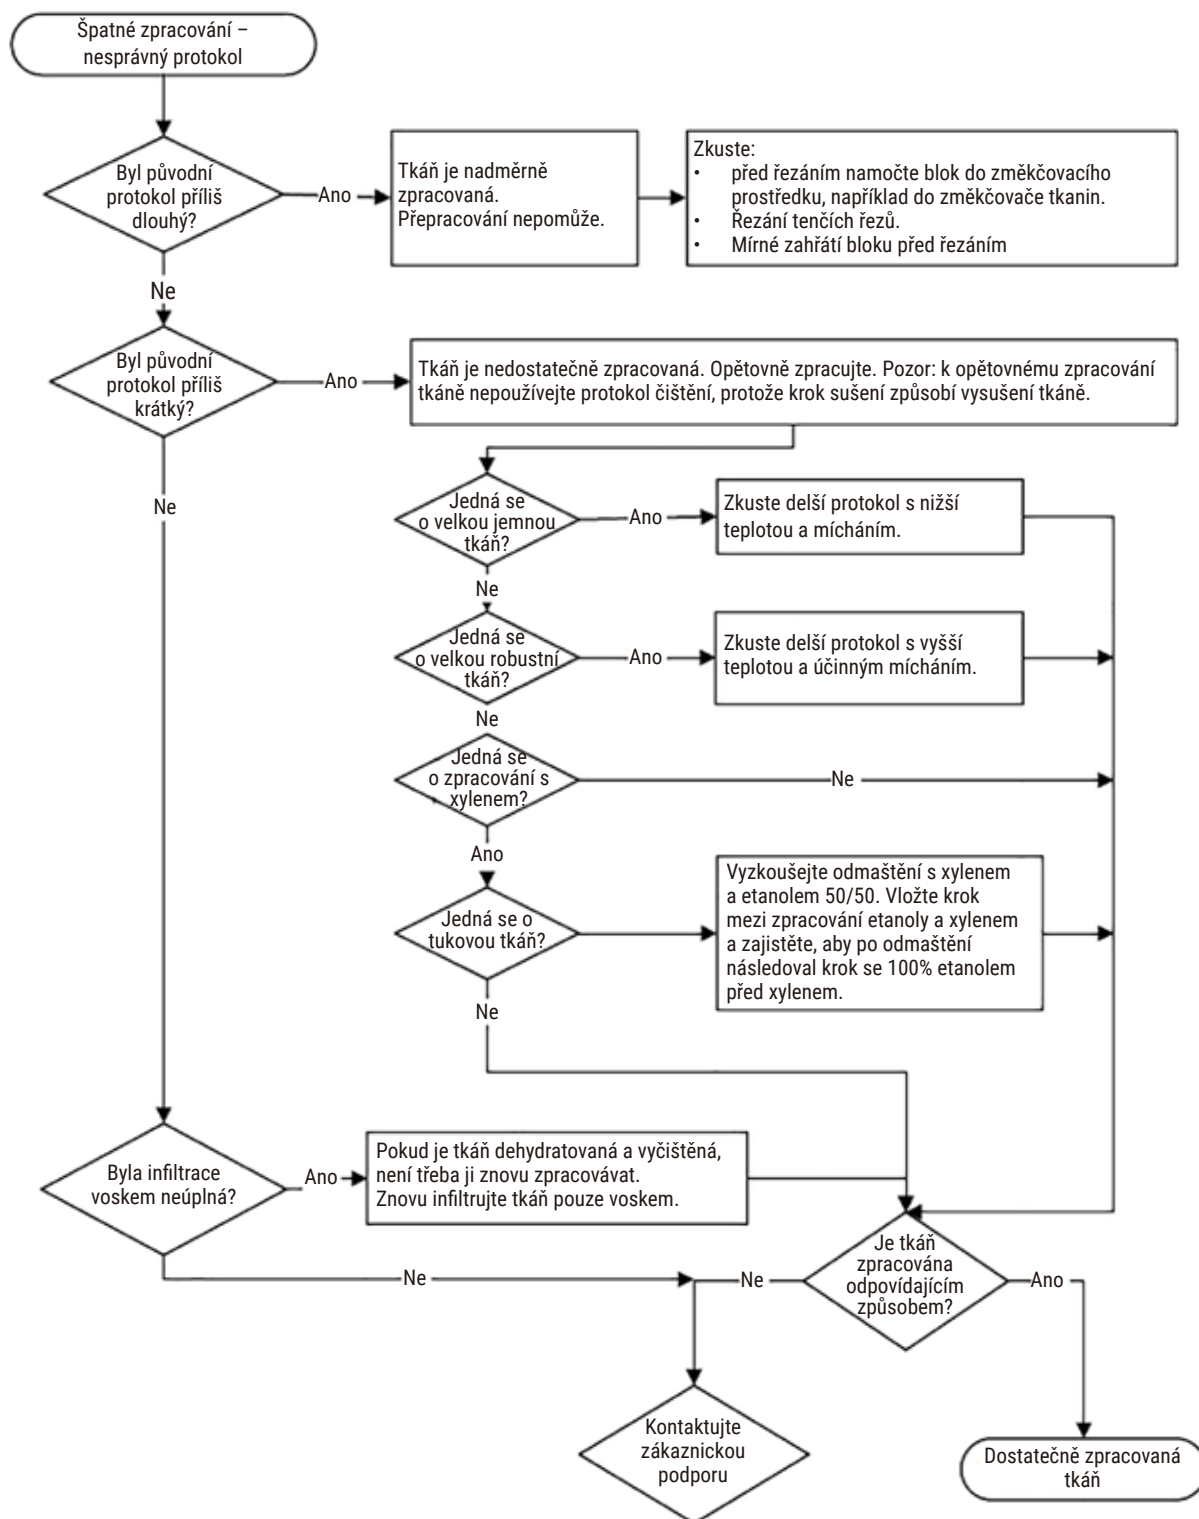 Špatné zpracování –
nesprávný protokol
Byl původní
protokol příliš
dlouhý?
Ano
Tkáň je nadměrně
zpracovaná.
Přepracování nepomůže.
Zkuste:
• před řezáním namočte blok do změkčovacího
prostředku, například do změkčovače tkanin.
• Řezání tenčích řezů.
• Mírné zahřátí bloku před řezáním
Ne
Byl původní
protokol příliš
krátký?
Ano
Tkáň je nedostatečně zpracovaná. Opětovně zpracujte. Pozor: k opětovnému zpracování
tkáně nepoužívejte protokol čištění, protože krok sušení způsobí vysušení tkáně.
Ne
Jedná se
o velkou jemnou
tkáň?
Ano
Zkuste delší protokol s nižší
teplotou a mícháním.
Ne
Jedná se
o velkou robustní
tkáň?
Ano
Zkuste delší protokol s vyšší
teplotou a účinným mícháním.
Ne
Jedná se
o zpracování s
xylenem?
Ne
Ano
Jedná se o
tukovou tkáň?
Vyzkoušejte odmaštění s xylenem
a etanolem 50/50. Vložte krok
mezi zpracování etanoly a xylenem
a zajistěte, aby po odmaštění
následoval krok se 100% etanolem
před xylenem.
Ne
Byla infiltrace
voskem neúplná?
Ano
Pokud je tkáň dehydratovaná a vyčištěná,
není třeba ji znovu zpracovávat.
Znovu infiltrujte tkáň pouze voskem.
Ne
Je tkáň
zpracována
odpovídajícím
způsobem?
Ne
Ano
Kontaktujte
zákaznickou
podporu
Dostatečně zpracovaná
tkáň